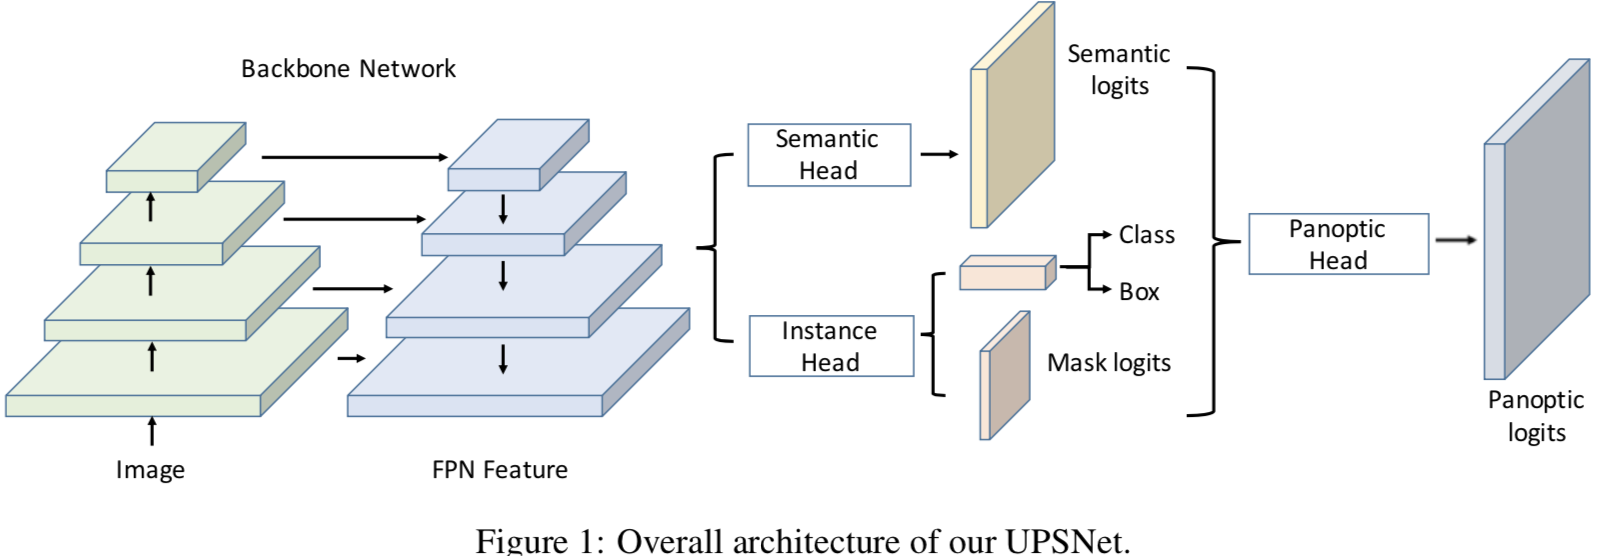 Backbone Network
Image
FPN Feature
Semantic
Head
Instance
Head
Semantic
logits
Class
Box
Mask logits
Panoptic
Head
Panoptic
logits
Figure 1: Overall architecture of our UPSNet.